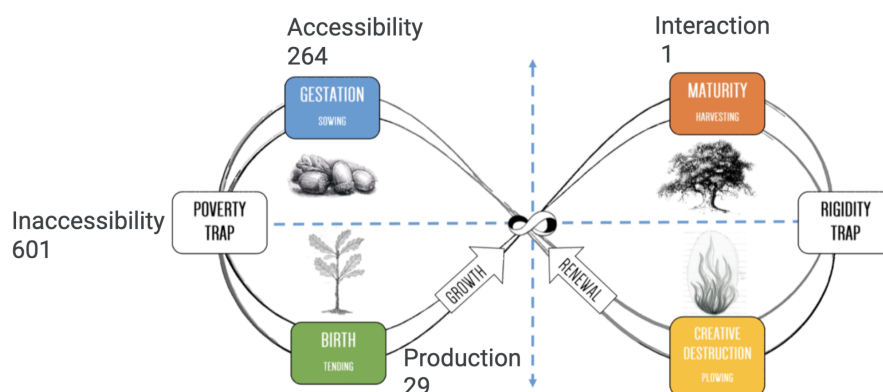 Accessibility
264
Interaction
1
GESTATION
SOWING
MATURITY
HARVESTING
Inaccessibility
601
POVERTY
TRAP
RIGIDITY
TRAP
GROWTH
RENEWAL
BIRTH
TENDING
Production
29
CREATIVE
DESTRUCTION
PLOWING